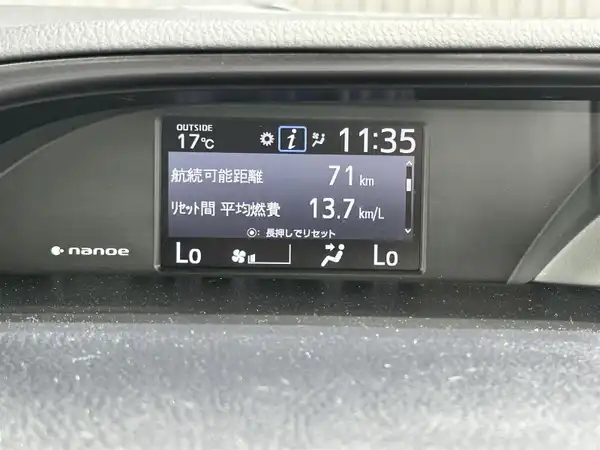 OUTSIDE
17℃
i
11:35
航続可能距離 71 km
リセット間 平均燃費 13.7 km/L
◉: 長押しでリセット
nanoe
Lo
Lo